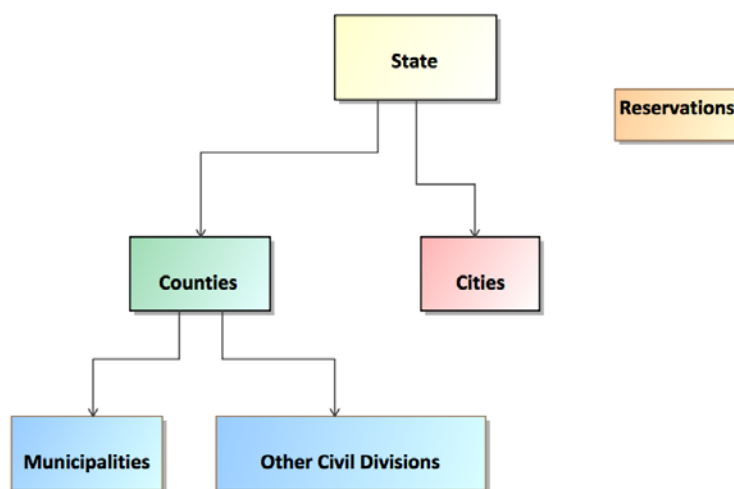 State
Reservations
Counties
Cities
Municipalities
Other Civil Divisions